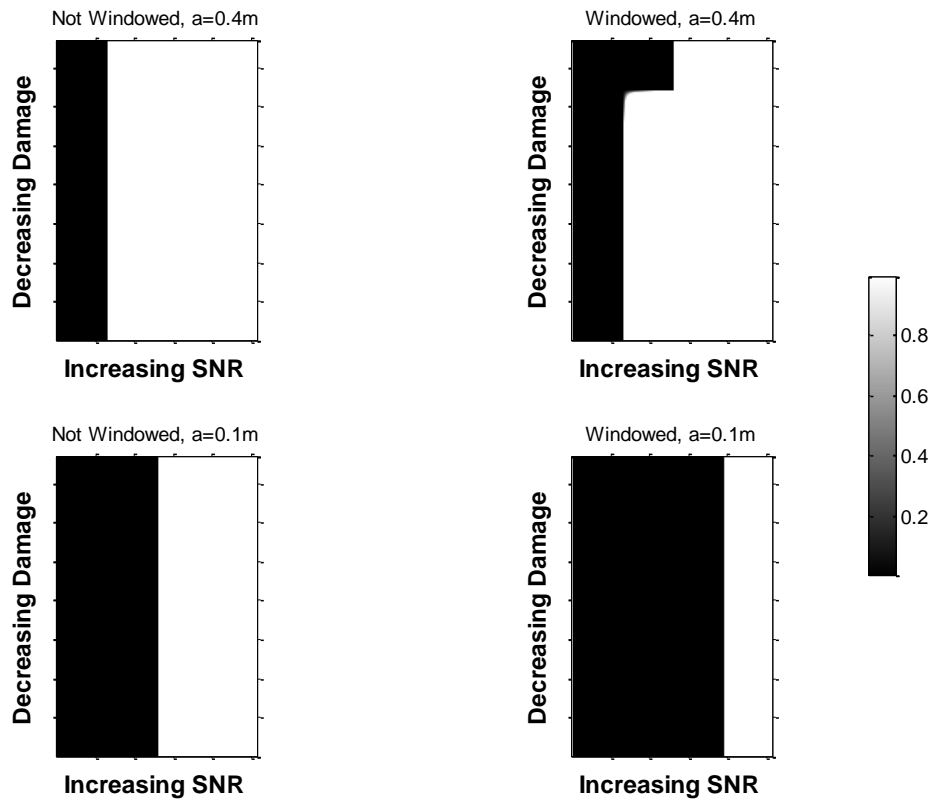 Not Windowed, a=0.4m
Decreasing Damage
Increasing SNR
Windowed, a=0.4m
Decreasing Damage
Increasing SNR
Not Windowed, a=0.1m
Decreasing Damage
Increasing SNR
Windowed, a=0.1m
Decreasing Damage
Increasing SNR
0.8
0.6
0.4
0.2